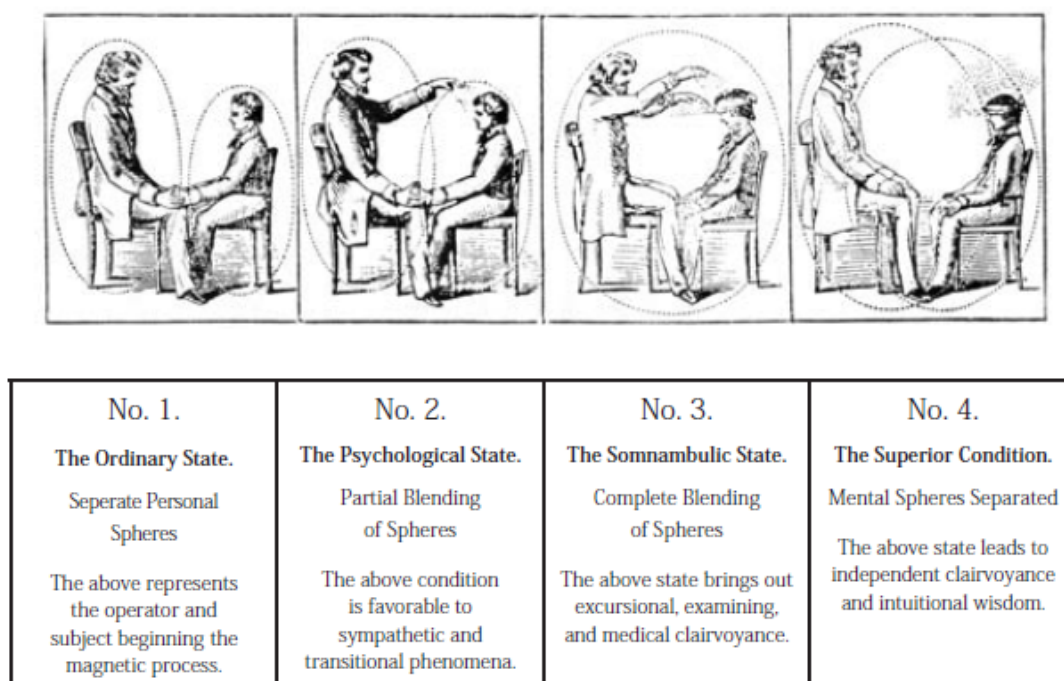 No. 1.
The Ordinary State.
Seperate Personal
Spheres
The above represents
the operator and
subject beginning the
magnetic process.
No. 2.
The Psychological State.
Partial Blending
of Spheres
The above condition
is favorable to
sympathetic and
transitional phenomena.
No. 3.
The Somnambulic State.
Complete Blending
of Spheres
The above state brings out
excursional, examining,
and medical clairvoyance.
No. 4.
The Superior Condition.
Mental Spheres Separated
The above state leads to
independent clairvoyance
and intuitional wisdom.